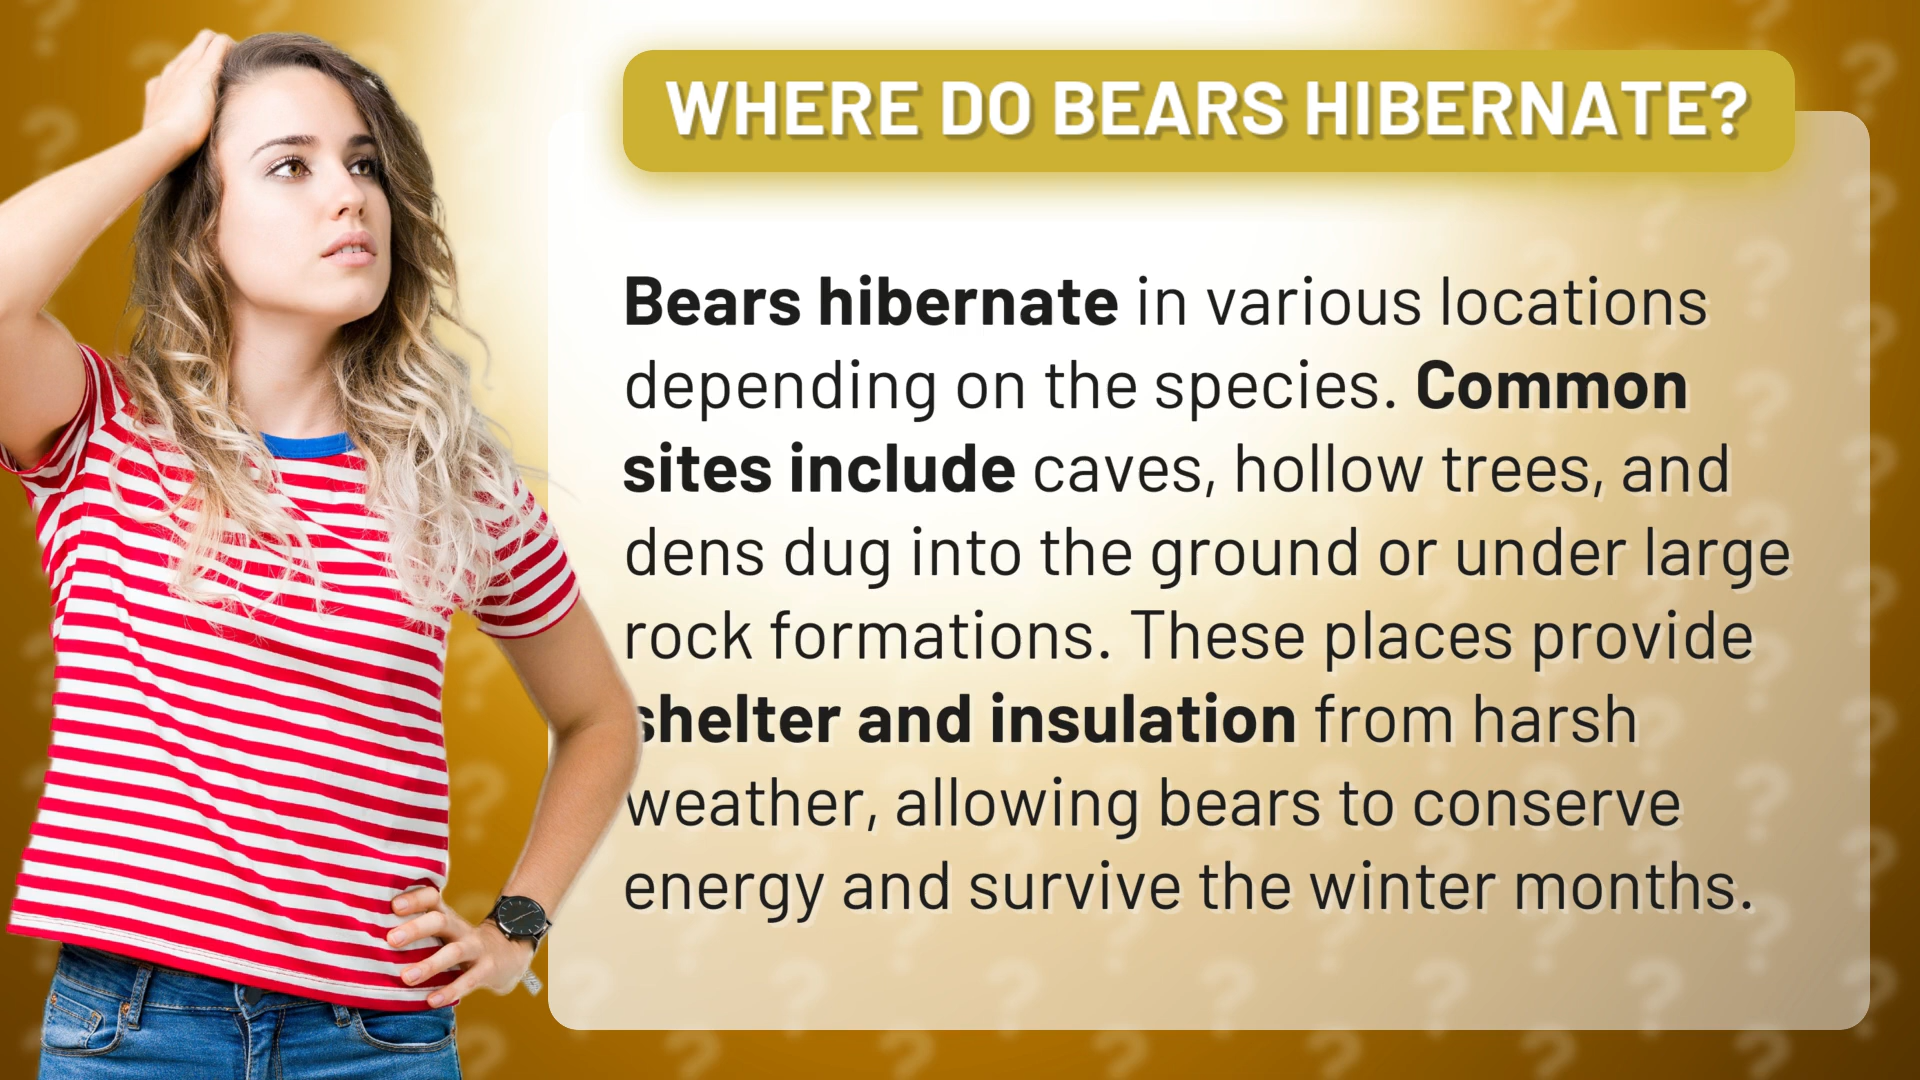 WHERE DO BEARS HIBERNATE?
Bears hibernate in various locations
depending on the species. Common
sites include caves, hollow trees, and
dens dug into the ground or under large
rock formations. These places provide
shelter and insulation from harsh
weather, allowing bears to conserve
energy and survive the winter months.